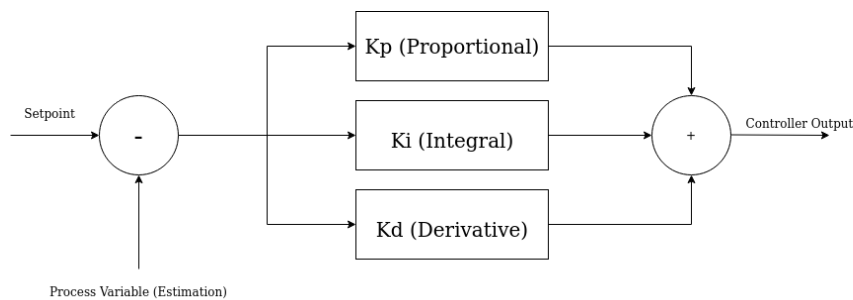 Kp (Proportional)
Setpoint
-
Ki (Integral)
+
Controller Output
Kd (Derivative)
Process Variable (Estimation)